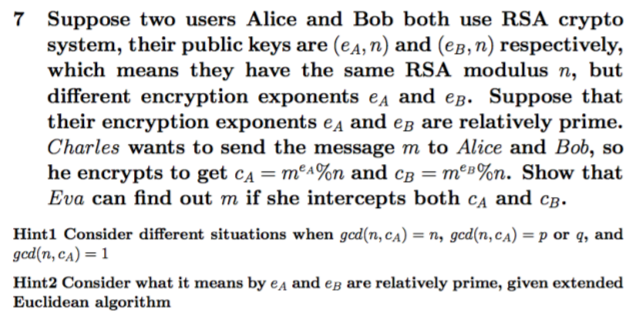 7 Suppose two users Alice and Bob both use RSA crypto
system, their public keys are (e_A, n) and (e_B, n) respectively,
which means they have the same RSA modulus n, but
different encryption exponents e_A and e_B. Suppose that
their encryption exponents e_A and e_B are relatively prime.
Charles wants to send the message m to Alice and Bob, so
he encrypts to get c_A = m^{e_A}%n and c_B = m^{e_B}%n. Show that
Eva can find out m if she intercepts both c_A and c_B.
Hint1 Consider different situations when gcd(n, c_A) = n, gcd(n, c_A) = p or q, and
gcd(n, c_A) = 1
Hint2 Consider what it means by e_A and e_B are relatively prime, given extended
Euclidean algorithm